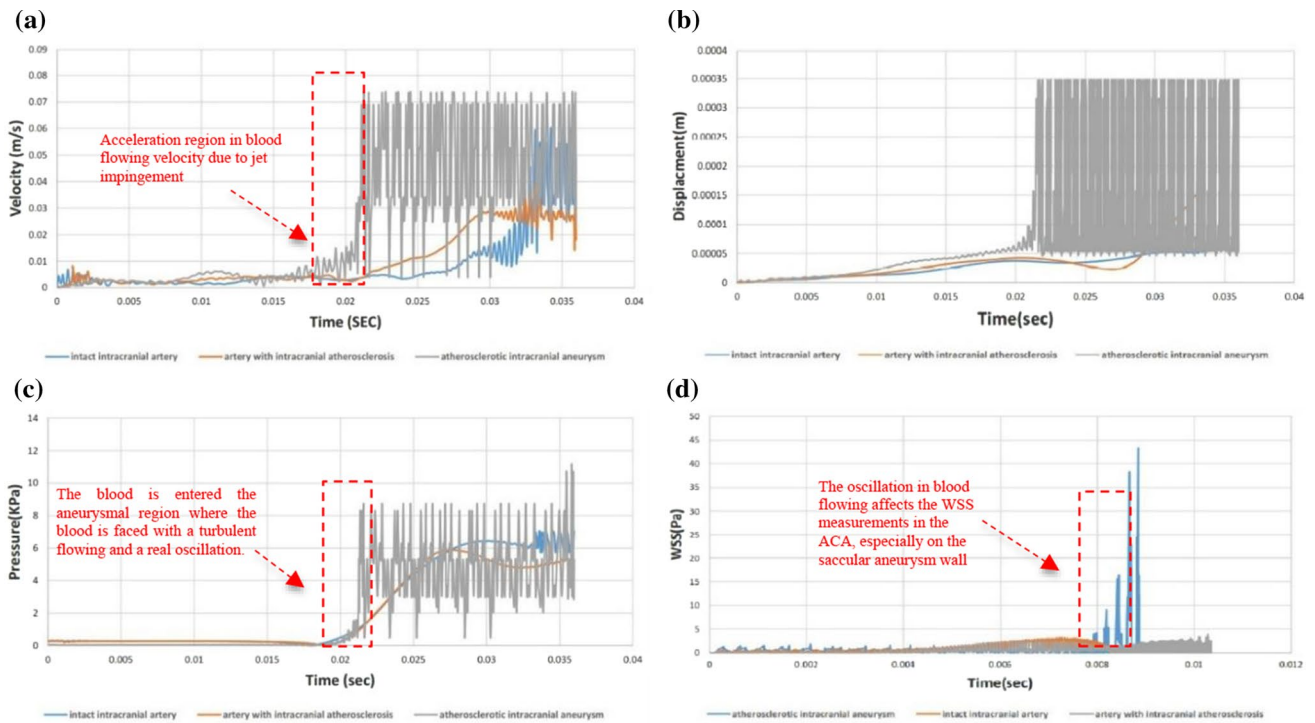 (a)
0.09
0.08
0.07
0.06
0.05
0.04
0.03
0.02
0.01
0
Velocity (m/s)
Acceleration region in blood
flowing velocity due to jet
impingement
0 0.005 0.01 0.015 0.02 0.025 0.03 0.035 0.04
Time (SEC)
intact intracranial artery artery with intracranial atherosclerosis atherosclerotic intracranial aneurysm
(b)
0.0004
0.00035
0.0003
0.00025
0.0002
0.00015
0.0001
0.00005
0
Displacment(m)
0 0.005 0.01 0.015 0.02 0.025 0.03 0.035 0.04
Time(sec)
intact intracranial artery artery with intracranial atherosclerosis atherosclerotic intracranial aneurysm
(c)
14
12
10
8
6
4
2
0
Pressure(KPa)
The blood is entered the
aneurysmal region where the
blood is faced with a turbulent
flowing and a real oscillation.
0 0.005 0.01 0.015 0.02 0.025 0.03 0.035 0.04
Time (sec)
intact intracranial artery artery with intracranial atherosclerosis atherosclerotic intracranial aneurysm
(d)
50
45
40
35
30
25
20
15
10
5
0
WSS(Pa)
The oscillation in blood
flowing affects the WSS
measurements in the
ACA, especially on the
saccular aneurysm wall
0 0.002 0.004 0.006 0.008 0.01 0.012
Time(sec)
atherosclerotic intracranial aneurysm intact intracranial artery artery with intracranial atherosclerosis